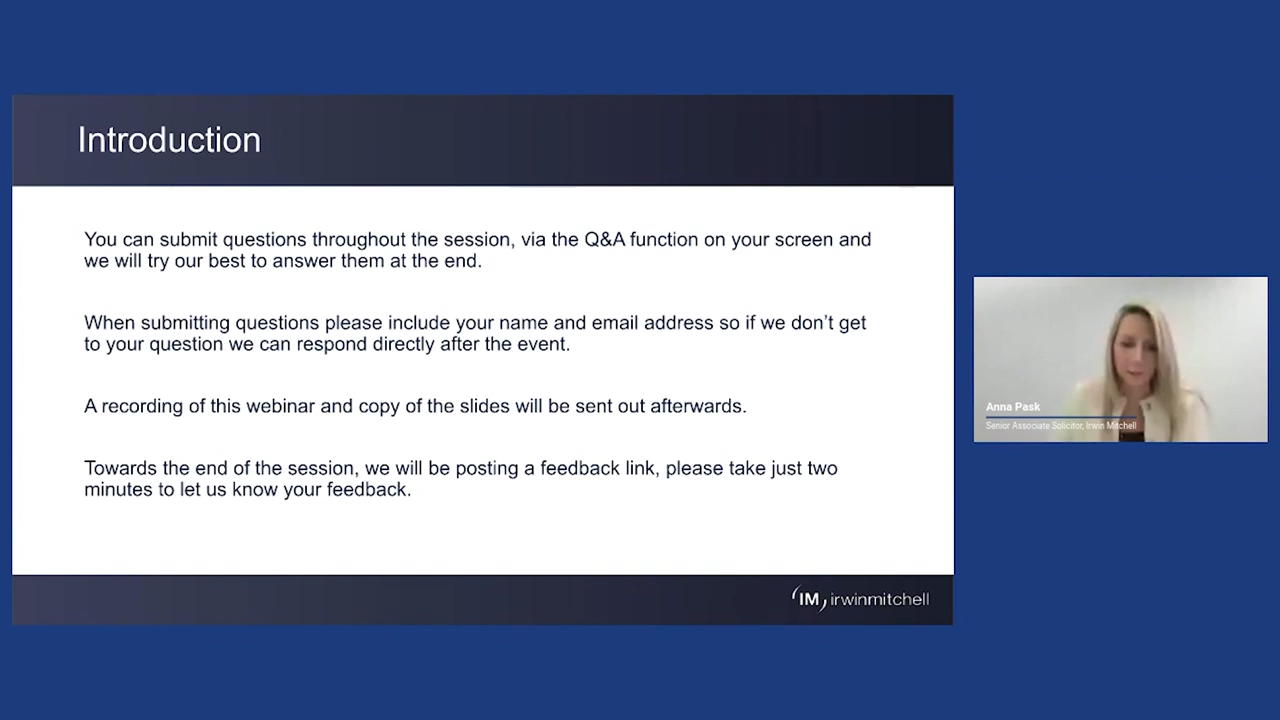 Introduction
You can submit questions throughout the session, via the Q&A function on your screen and
we will try our best to answer them at the end.
When submitting questions please include your name and email address so if we don't get
to your question we can respond directly after the event.
A recording of this webinar and copy of the slides will be sent out afterwards.
Towards the end of the session, we will be posting a feedback link, please take just two
minutes to let us know your feedback.
IM irwinmitchell
Anna Pask
Senior Associate Solicitor, Irwin Mitchell